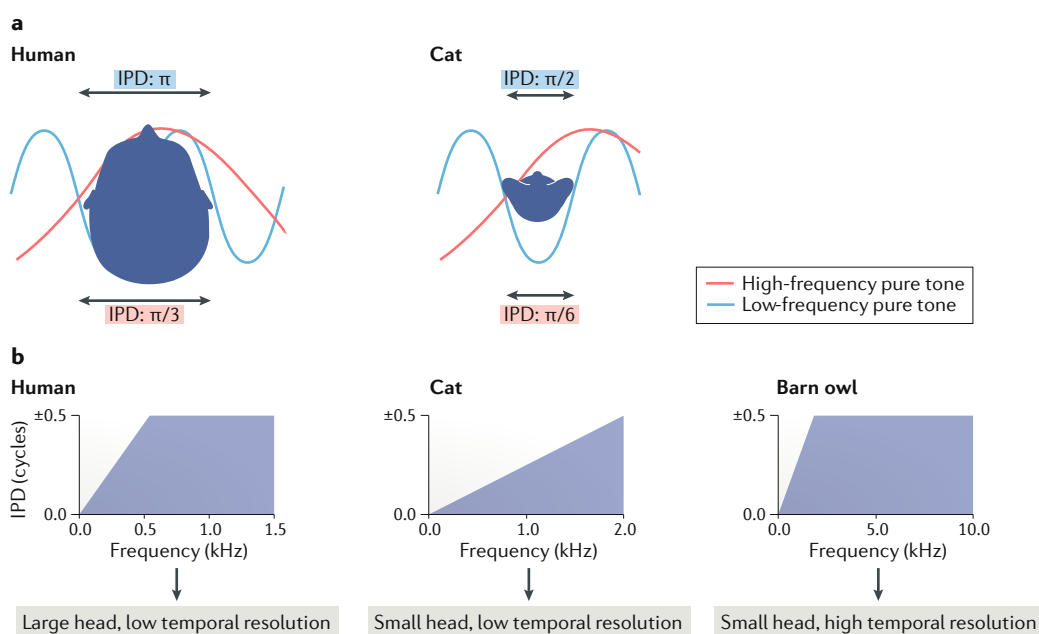 a
Human
Cat
IPD: π
IPD: π/2
IPD: π/3
IPD: π/6
High-frequency pure tone
Low-frequency pure tone
b
Human
Cat
Barn owl
IPD (cycles)
±0.5
0.0
0.0
0.5
1.0
1.5
Frequency (kHz)
±0.5
0.0
0.0
1.0
2.0
Frequency (kHz)
±0.5
0.0
0.0
5.0
10.0
Frequency (kHz)
Large head, low temporal resolution
Small head, low temporal resolution
Small head, high temporal resolution